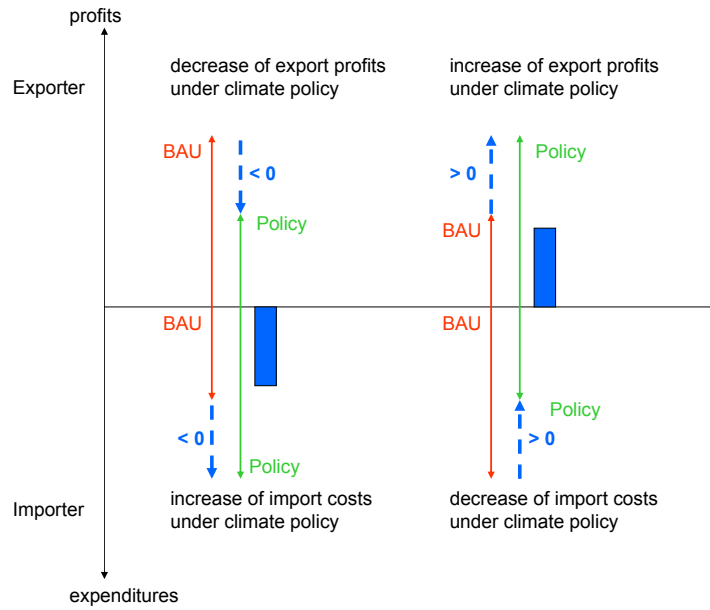 profits
Exporter
decrease of export profits
under climate policy
increase of export profits
under climate policy
BAU
< 0
Policy
> 0
Policy
BAU
BAU
BAU
< 0
Policy
Policy
> 0
Importer
increase of import costs
under climate policy
decrease of import costs
under climate policy
expenditures